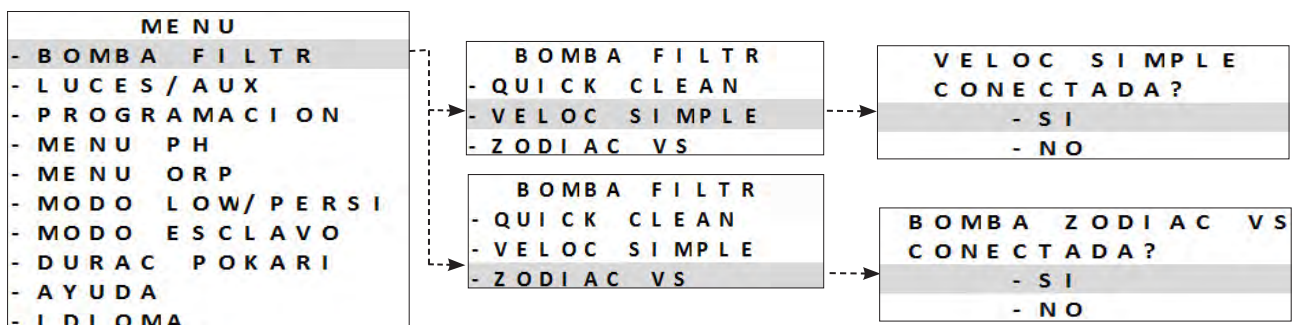 MENU
- BOMBA FILTR
- LUCES/AUX
- PROGRAMACION
- MENU PH
- MENU ORP
- MODO LOW/PERSI
- MODO ESCLAVO
- DURAC POKARI
- AYUDA
- IDIOMA
BOMBA FILTR
- QUICK CLEAN
- VELOC SIMPLE
- ZODIAC VS
VELOC SIMPLE
CONECTADA?
- SI
- NO
BOMBA FILTR
- QUICK CLEAN
- VELOC SIMPLE
- ZODIAC VS
BOMBA ZODIAC VS
CONECTADA?
- SI
- NO